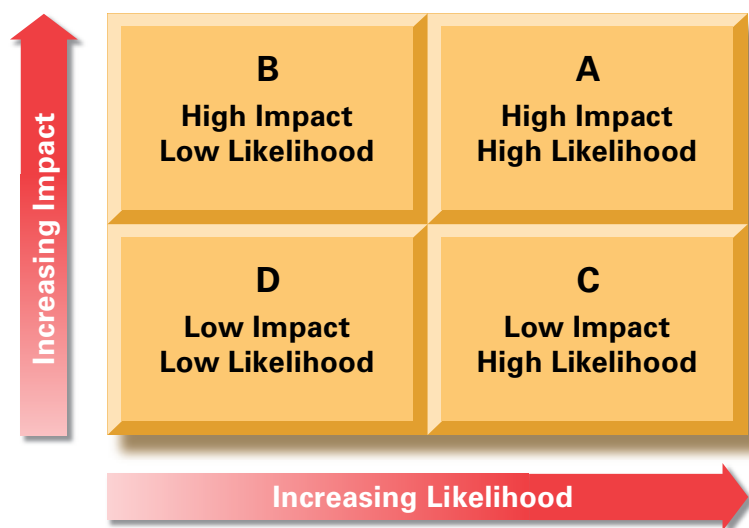 Increasing Impact
B
High Impact
Low Likelihood
A
High Impact
High Likelihood
D
Low Impact
Low Likelihood
C
Low Impact
High Likelihood
Increasing Likelihood